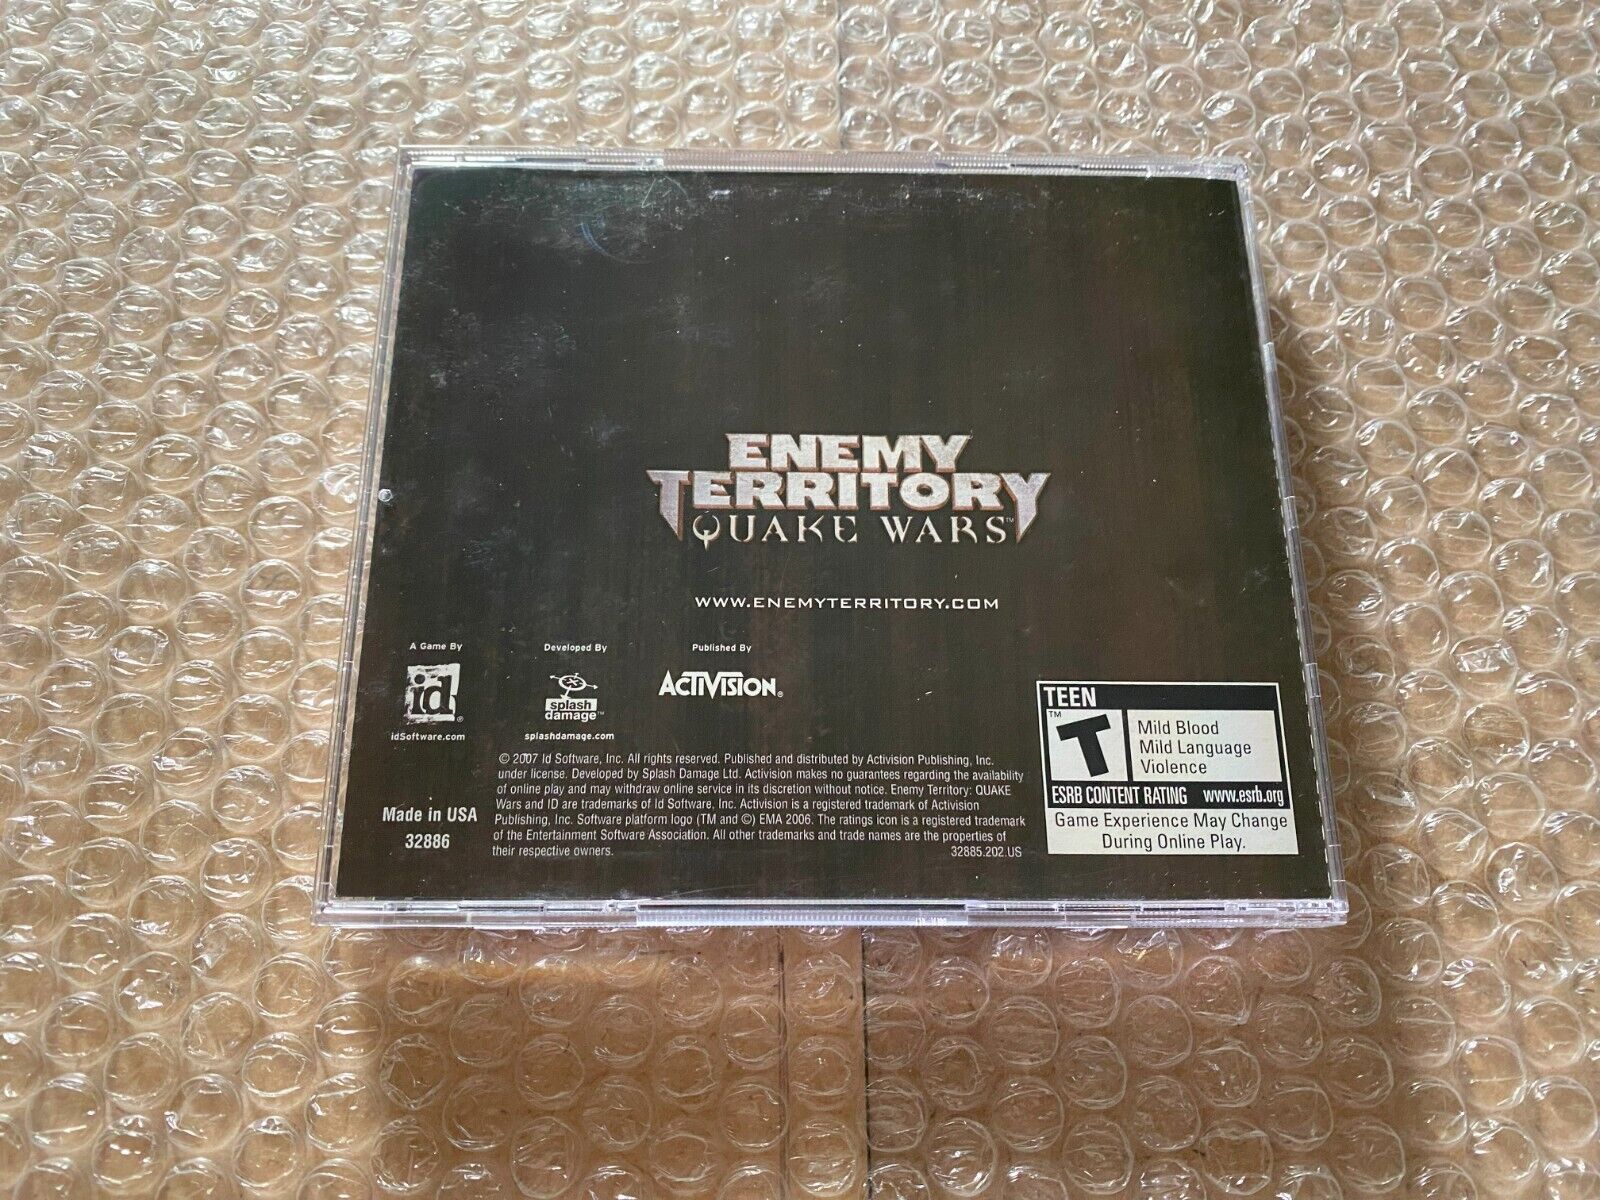 ENEMY
TERRITORY
QUAKE WARS™
WWW.ENEMYTERRITORY.COM
A Game By
id®
idSoftware.com
Developed By
splash
damage™
splashdamage.com
Published By
ACTIVISION®
© 2007 Id Software, Inc. All rights reserved. Published and distributed by Activision Publishing, Inc.
under license. Developed by Splash Damage Ltd. Activision makes no guarantees regarding the availability
of online play and may withdraw online service in its discretion without notice. Enemy Territory: QUAKE
Wars and ID are trademarks of Id Software, Inc. Activision is a registered trademark of Activision
Publishing, Inc. Software platform logo (TM and ©) EMA 2006. The ratings icon is a registered trademark
of the Entertainment Software Association. All other trademarks and trade names are the properties of
their respective owners.
32885.202.US
Made in USA
32886
TEEN
T™
Mild Blood
Mild Language
Violence
ESRB CONTENT RATING www.esrb.org
Game Experience May Change
During Online Play.